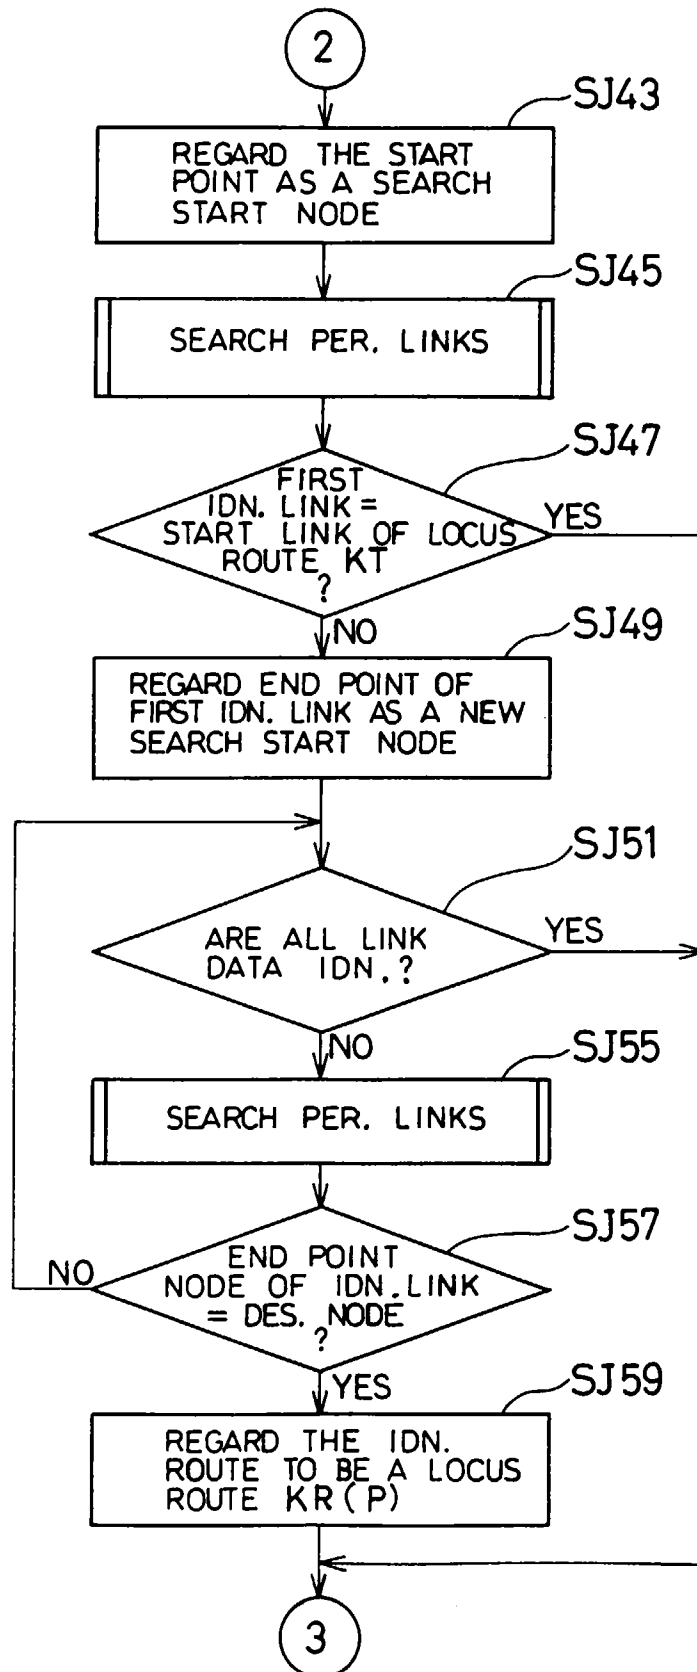 2
SJ43
REGARD THE START
POINT AS A SEARCH
START NODE
SJ45
SEARCH PER. LINKS
SJ47
FIRST
IDN. LINK =
START LINK OF LOCUS
ROUTE KT
?
YES
NO
SJ49
REGARD END POINT OF
FIRST IDN. LINK AS A NEW
SEARCH START NODE
SJ51
ARE ALL LINK
DATA IDN.?
YES
NO
SJ55
SEARCH PER. LINKS
SJ57
END POINT
NODE OF IDN. LINK
= DES. NODE
?
NO
YES
SJ59
REGARD THE IDN.
ROUTE TO BE A LOCUS
ROUTE KR(P)
3